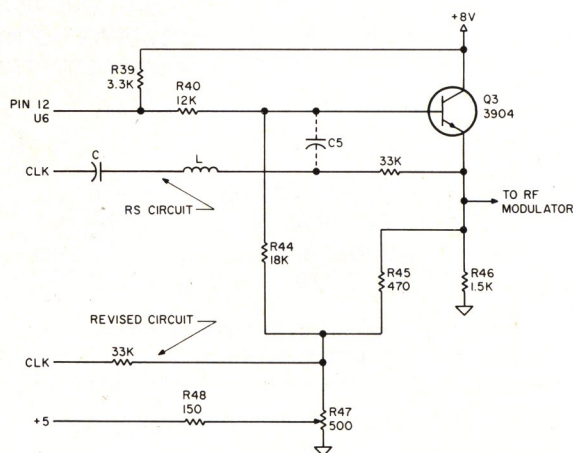 +8V
R39
3.3K
R40
12K
PIN 12
U6
Q3
3904
C5
CLK
C
L
33K
RS CIRCUIT
TO RF
MODULATOR
R44
18K
R45
470
R46
1.5K
REVISED CIRCUIT
CLK
33K
R48
150
+5
R47
500